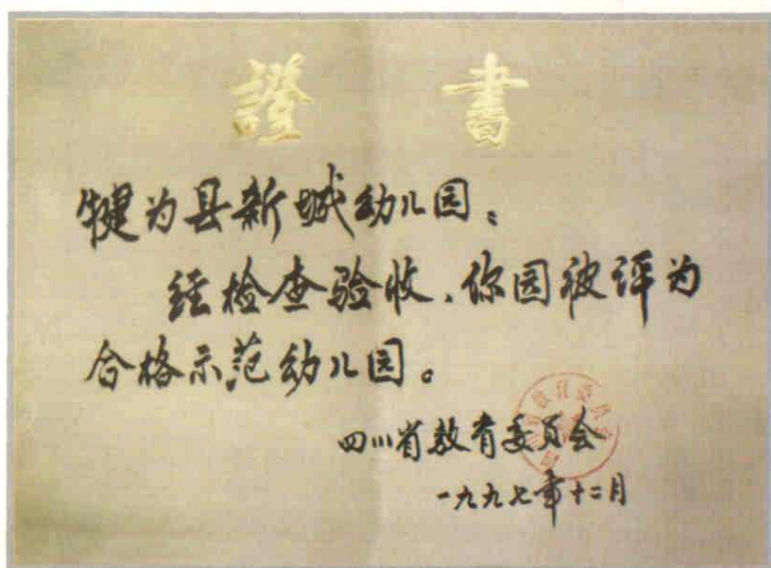 證書
犍为县新城幼儿园：
经检查验收，你园被评为
合格示范幼儿园。
四川省教育委员会
一九九七年十二月